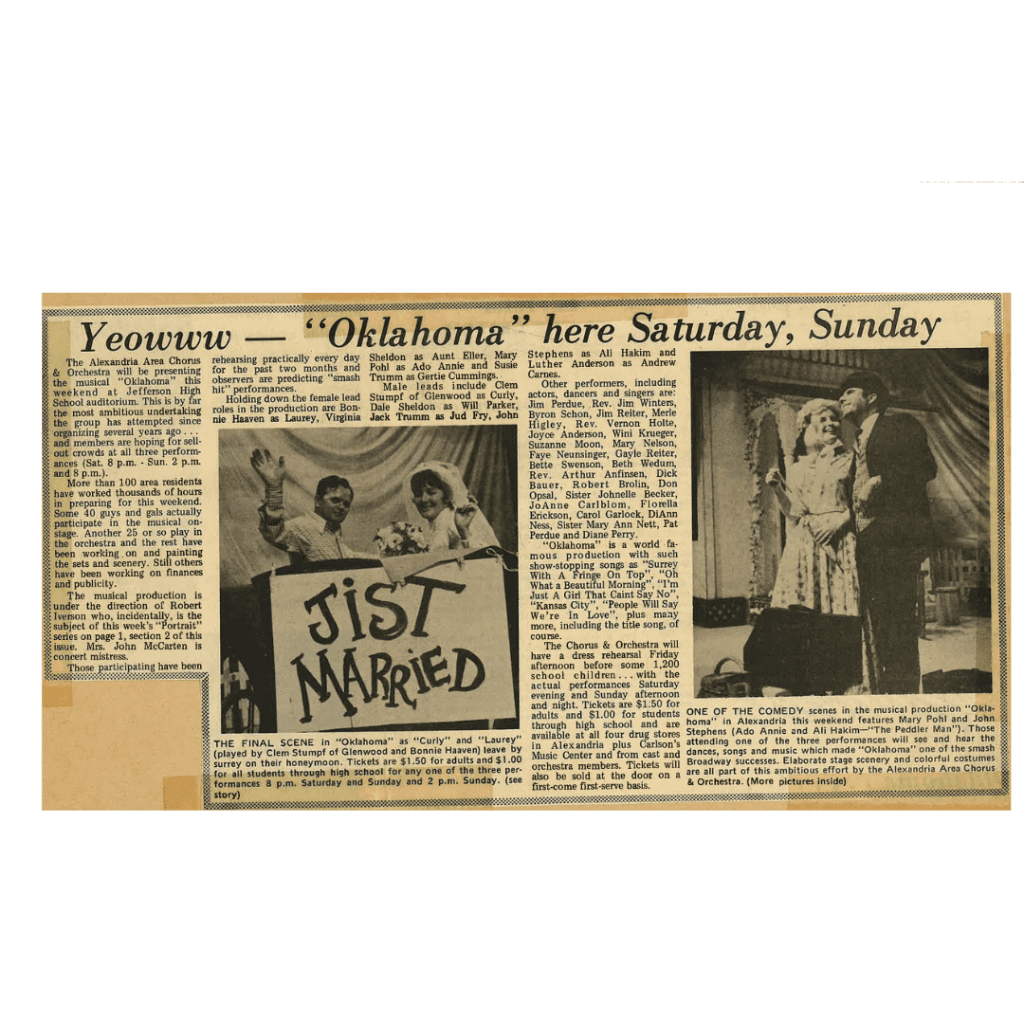 Yeowww — "Oklahoma" here Saturday, Sunday
The Alexandria Area Chorus
& Orchestra will be presenting
the musical "Oklahoma" this
weekend at Jefferson High
School auditorium. This is by far
the most ambitious undertaking
the group has attempted since
organizing several years ago . . .
and members are hoping for sell-
out crowds at all three perform-
ances (Sat. 8 p.m. - Sun. 2 p.m.
and 8 p.m.).
More than 100 area residents
have worked thousands of hours
in preparing for this weekend.
Some 40 guys and gals actually
participate in the musical on-
stage. Another 25 or so play in
the orchestra and the rest have
been working on and painting
the sets and scenery. Still others
have been working on finances
and publicity.
The musical production is
under the direction of Robert
Iverson who, incidentally, is the
subject of this week's "Portrait"
series on page 1, section 2 of this
issue. Mrs. John McCarten is
concert mistress.
Those participating have been
rehearsing practically every day
for the past two months and
observers are predicting "smash
hit" performances.
Holding down the female lead
roles in the production are Bon-
nie Haaven as Laurey, Virginia
Sheldon as Aunt Eller, Mary
Pohl as Ado Annie and Susie
Trumm as Gertie Cummings.
Male leads include Clem
Stumpf of Glenwood as Curly,
Dale Sheldon as Will Parker,
Jack Trumm as Jud Fry, John
JIST
MARRIED
THE FINAL SCENE in "Oklahoma" as "Curly" and "Laurey"
(played by Clem Stumpf of Glenwood and Bonnie Haaven) leave by
surrey on their honeymoon. Tickets are $1.50 for adults and $1.00
for all students through high school for any one of the three per-
formances 8 p.m. Saturday and Sunday and 2 p.m. Sunday. (see
story)
Stephens as Ali Hakim and
Luther Anderson as Andrew
Carnes.
Other performers, including
actors, dancers and singers are:
Jim Perdue, Rev. Jim Winters,
Byron Schon, Jim Reiter, Merle
Higley, Rev. Vernon Holte,
Joyce Anderson, Wini Krueger,
Suzanne Moon, Mary Nelson,
Faye Neunsinger, Gayle Reiter,
Bette Swenson, Beth Wedum,
Rev. Arthur Anfinsen, Dick
Bauer, Robert Brolin, Don
Opsal, Sister Johnelle Becker,
JoAnne Carlblom, Fiorella
Erickson, Carol Garlock, DiAnn
Ness, Sister Mary Ann Nett, Pat
Perdue and Diane Perry.
"Oklahoma" is a world fa-
mous production with such
show-stopping songs as "Surrey
With A Fringe On Top", "Oh
What a Beautiful Morning", "I'm
Just A Girl That Caint Say No",
"Kansas City", "People Will Say
We're In Love", plus many
more, including the title song, of
course.
The Chorus & Orchestra will
have a dress rehearsal Friday
afternoon before some 1,200
school children . . . with the
actual performances Saturday
evening and Sunday afternoon
and night. Tickets are $1.50 for
adults and $1.00 for students
through high school and are
available at all four drug stores
in Alexandria plus Carlson's
Music Center and from cast and
orchestra members. Tickets will
also be sold at the door on a
first-come first-serve basis.
ONE OF THE COMEDY scenes in the musical production "Okla-
homa" in Alexandria this weekend features Mary Pohl and John
Stephens (Ado Annie and Ali Hakim—"The Peddler Man"). Those
attending one of the three performances will see and hear the
dances, songs and music which made "Oklahoma" one of the smash
Broadway successes. Elaborate stage scenery and colorful costumes
are all part of this ambitious effort by the Alexandria Area Chorus
& Orchestra. (More pictures inside)